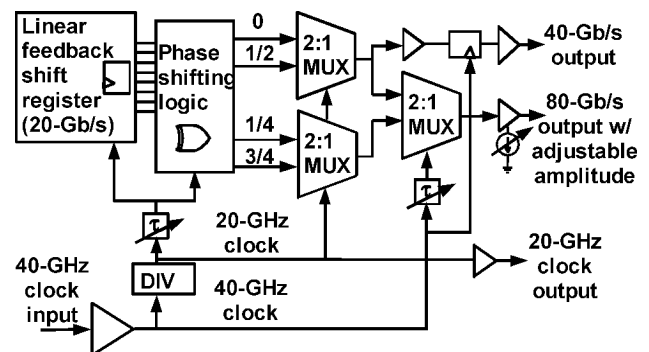 Linear
feedback
shift
register
(20-Gb/s)
Phase
shifting
logic
0
1/2
1/4
3/4
2:1
MUX
2:1
MUX
2:1
MUX
40-Gb/s
output
80-Gb/s
output w/
adjustable
amplitude
τ
τ
20-GHz
clock
20-GHz
clock
output
40-GHz
clock
input
DIV
40-GHz
clock